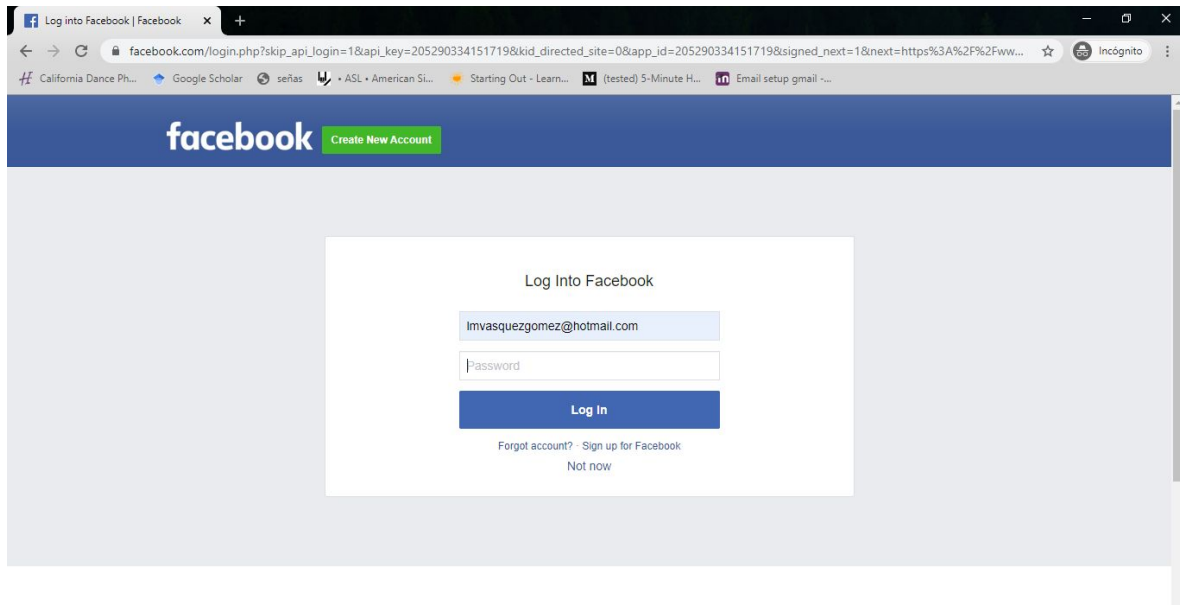 Log into Facebook | Facebook
facebook.com/login.php?skip_api_login=1&api_key=205290334151719&kid_directed_site=0&app_id=205290334151719&signed_next=1&next=https%3A%2F%2Fww...
Incógnito
California Dance Ph... Google Scholar señas • ASL • American Si... Starting Out - Learn... M (tested) 5-Minute H... in Email setup gmail -...
facebook Create New Account
Log Into Facebook
lmvasquezgomez@hotmail.com
Password
Log In
Forgot account? · Sign up for Facebook
Not now